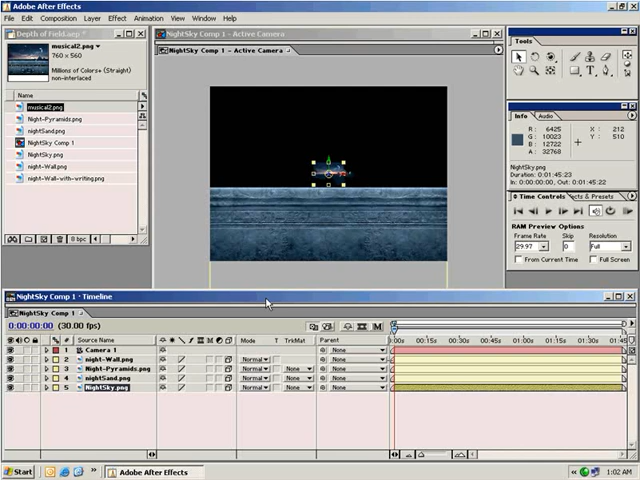 Adobe After Effects
File Edit Composition Layer Effect Animation View Window Help
Depth of Field.aep
musical2.png
760 x 560
Millions of Colors+ (Straight)
non-interlaced
Name
musical2.png
Night-Pyramids.png
nightSand.png
NightSky Comp 1
NightSky.png
night-Wall.png
night-Wall-with-writing.png
8 bpc
NightSky Comp 1 - Active Camera
NightSky Comp 1 - Active Camera
Tools
Info Audio
R : 6425
G : 10023
B : 12722
A : 32768
X : 212
Y : 510
NightSky.png
Duration: 0:01:45:23
In: 0:00:00:00, Out: 0:01:45:22
Time Controls
RAM Preview Options
Frame Rate Skip Resolution
29.97 0 Full
From Current Time Full Screen
NightSky Comp 1 · Timeline
NightSky Comp 1
0:00:00:00 (30.00 fps)
# Source Name Mode T TrkMat Parent
1 Camera 1 None
2 night-Wall.png Normal None
3 Night-Pyramids.png Normal None None
4 nightSand.png Normal None None
5 NightSky.png Normal None None
00s 00:15s 00:30s 00:45s 01:00s 01:15s 01:30s 01:45
Start Adobe After Effects 1:02 AM